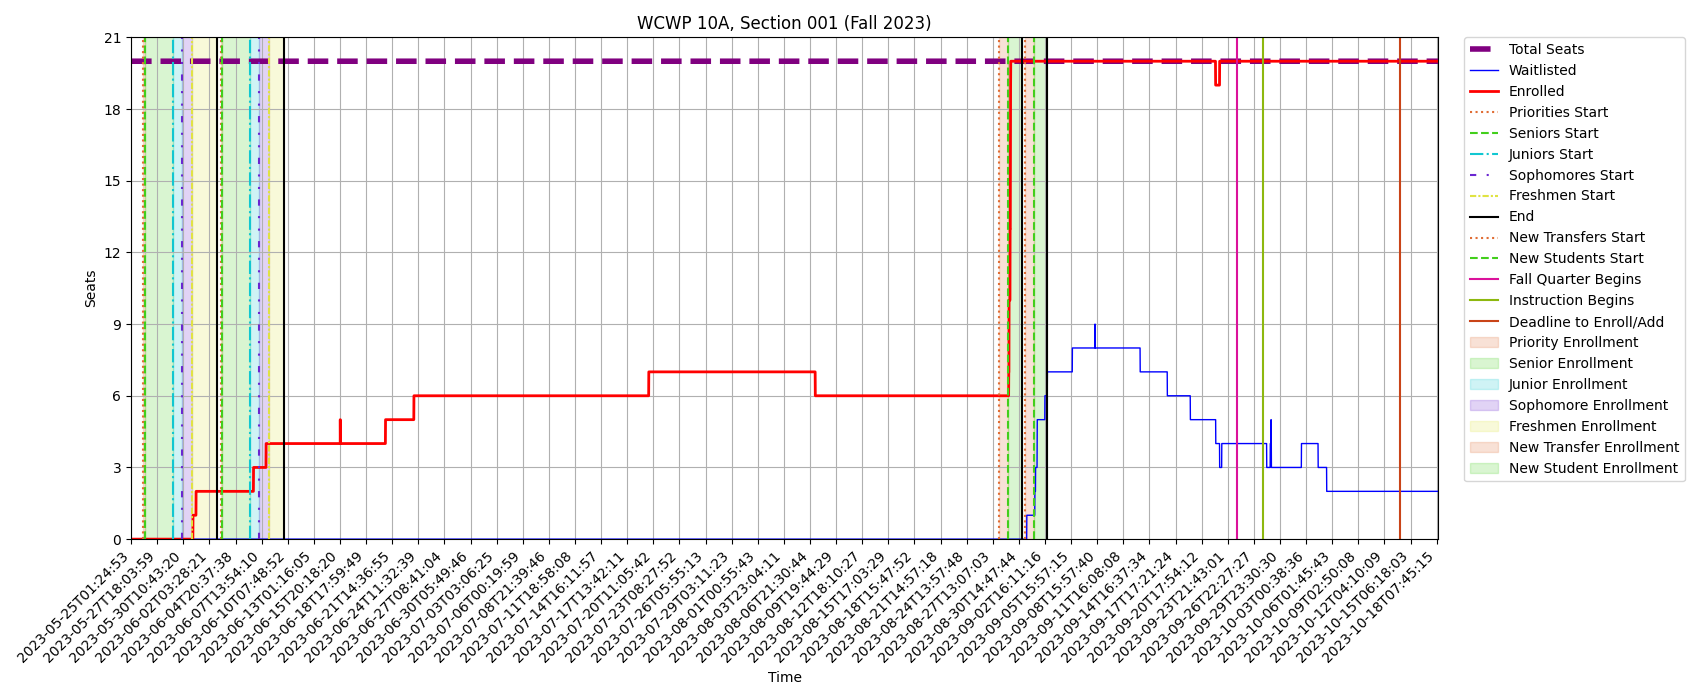 WCWP 10A, Section 001 (Fall 2023)
21
18
15
12
9
6
3
0
Seats
2023-05-25T01:24:53
2023-05-27T18:03:59
2023-05-30T10:43:20
2023-06-02T03:28:21
2023-06-04T20:37:38
2023-06-07T13:54:10
2023-06-10T07:48:52
2023-06-13T01:16:05
2023-06-15T20:18:20
2023-06-18T17:59:49
2023-06-21T14:36:55
2023-06-24T11:32:39
2023-06-27T08:41:04
2023-06-30T05:49:46
2023-07-03T03:06:25
2023-07-06T00:19:59
2023-07-08T21:39:46
2023-07-11T18:58:08
2023-07-14T16:11:57
2023-07-17T13:42:11
2023-07-20T11:05:42
2023-07-23T08:27:52
2023-07-26T05:55:13
2023-07-29T03:11:23
2023-08-01T00:55:43
2023-08-03T23:04:11
2023-08-09T21:30:44
2023-08-09T19:44:29
2023-08-12T18:10:27
2023-08-15T17:03:29
2023-08-18T15:47:52
2023-08-21T14:57:18
2023-08-24T13:57:48
2023-08-27T13:07:03
2023-08-30T14:47:44
2023-09-02T16:11:16
2023-09-05T15:57:15
2023-09-08T15:57:40
2023-09-11T16:08:08
2023-09-14T16:37:34
2023-09-17T17:21:24
2023-09-20T17:54:12
2023-09-23T21:43:01
2023-09-26T22:27:27
2023-09-29T23:30:30
2023-10-03T00:38:36
2023-10-06T01:45:43
2023-10-09T02:50:08
2023-10-12T04:10:09
2023-10-15T06:18:03
2023-10-18T07:45:15
Time
Total Seats
Waitlisted
Enrolled
Priorities Start
Seniors Start
Juniors Start
Sophomores Start
Freshmen Start
End
New Transfers Start
New Students Start
Fall Quarter Begins
Instruction Begins
Deadline to Enroll/Add
Priority Enrollment
Senior Enrollment
Junior Enrollment
Sophomore Enrollment
Freshmen Enrollment
New Transfer Enrollment
New Student Enrollment